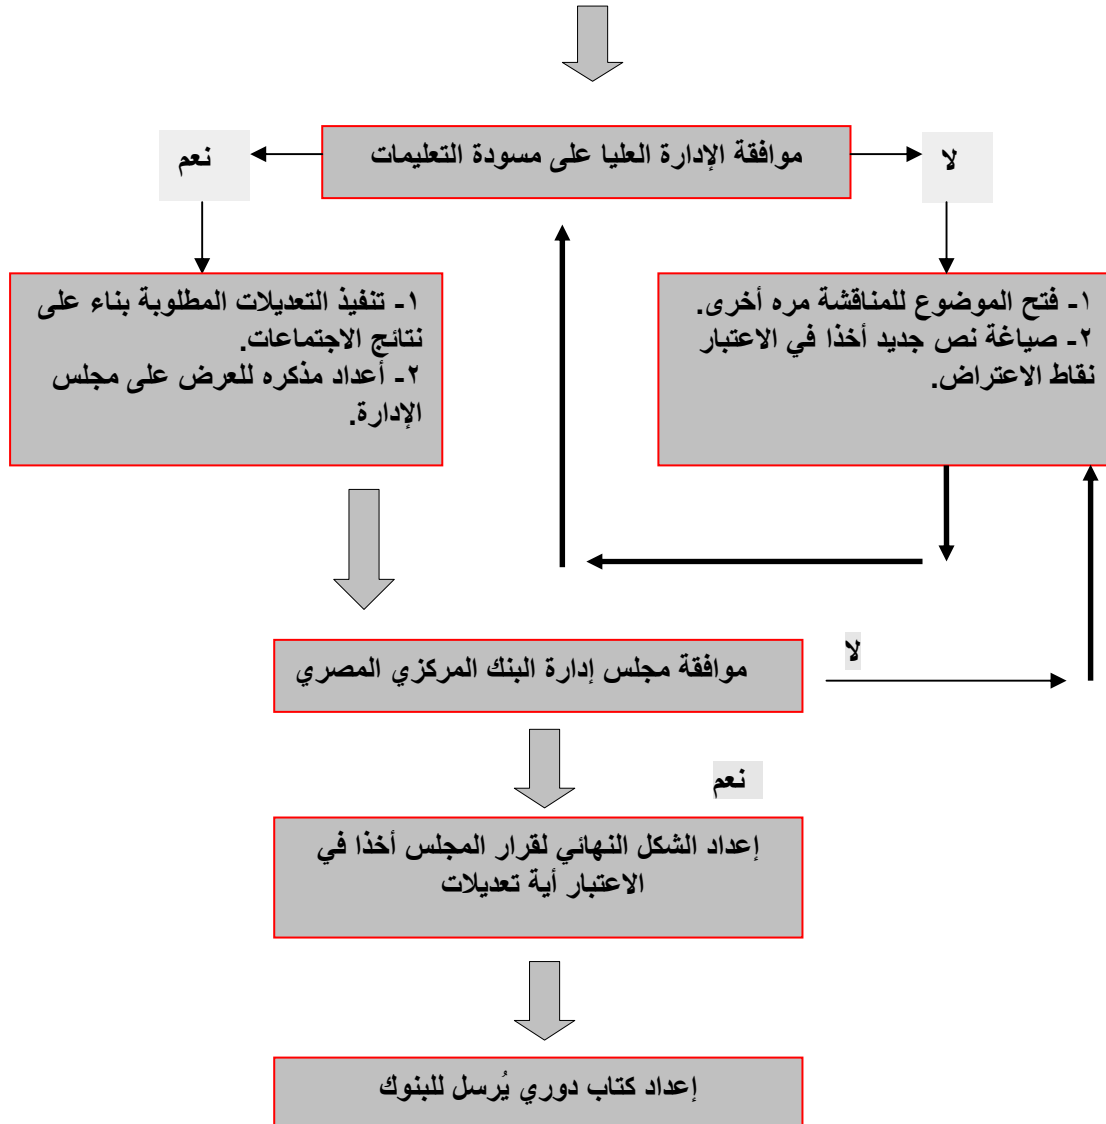 موافقة الإدارة العليا على مسودة التعليمات
لا
نعم
١- فتح الموضوع للمناقشة مره أخرى.
٢- صياغة نص جديد أخذا في الاعتبار
نقاط الاعتراض.
١- تنفيذ التعديلات المطلوبة بناء على
نتائج الاجتماعات.
٢- أعداد مذكره للعرض على مجلس
الإدارة.
موافقة مجلس إدارة البنك المركزي المصري
لا
نعم
إعداد الشكل النهائي لقرار المجلس أخذا في
الاعتبار أية تعديلات
إعداد كتاب دوري يُرسل للبنوك